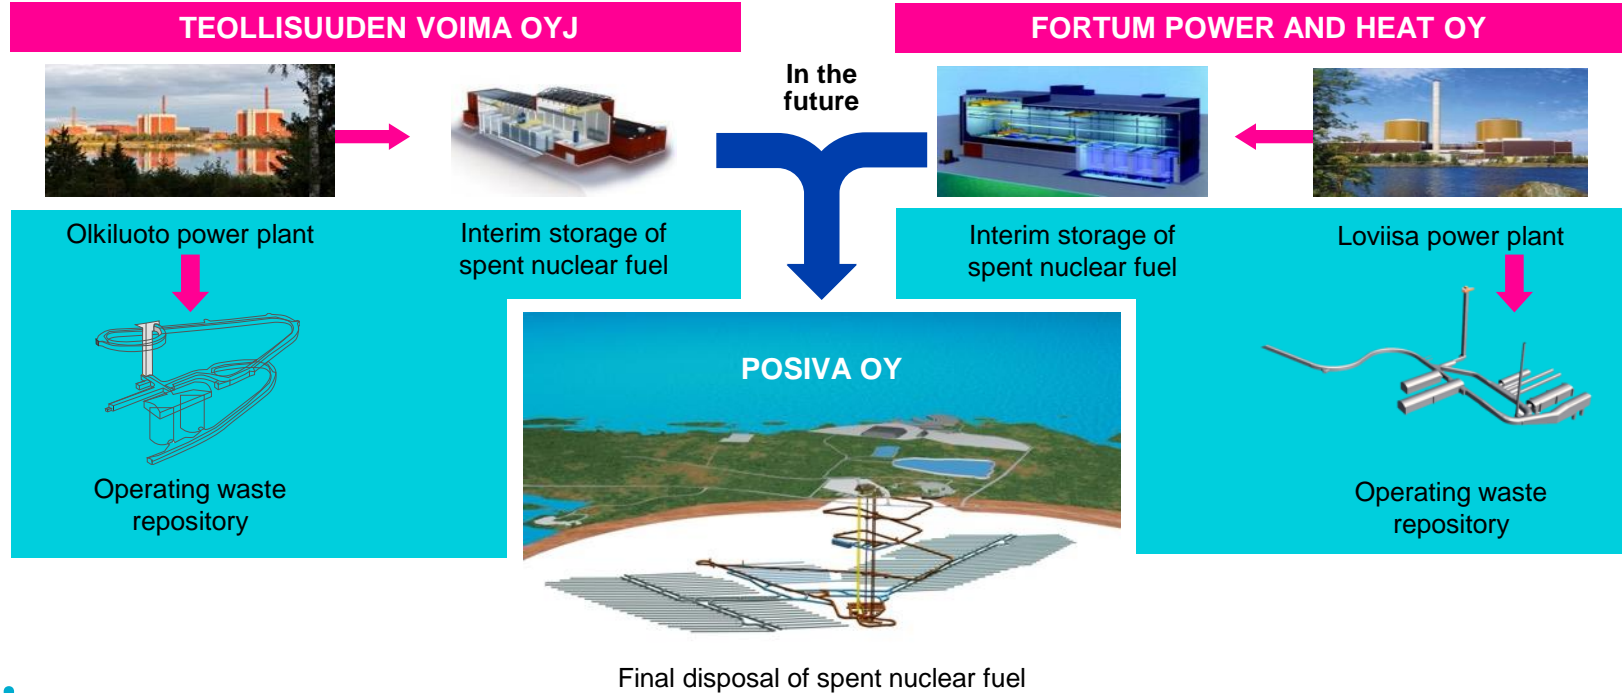 TEOLLISUUDEN VOIMA OYJ
FORTUM POWER AND HEAT OY
In the
future
Olkiluoto power plant
Interim storage of
spent nuclear fuel
Interim storage of
spent nuclear fuel
Loviisa power plant
POSIVA OY
Operating waste
repository
Operating waste
repository
Final disposal of spent nuclear fuel